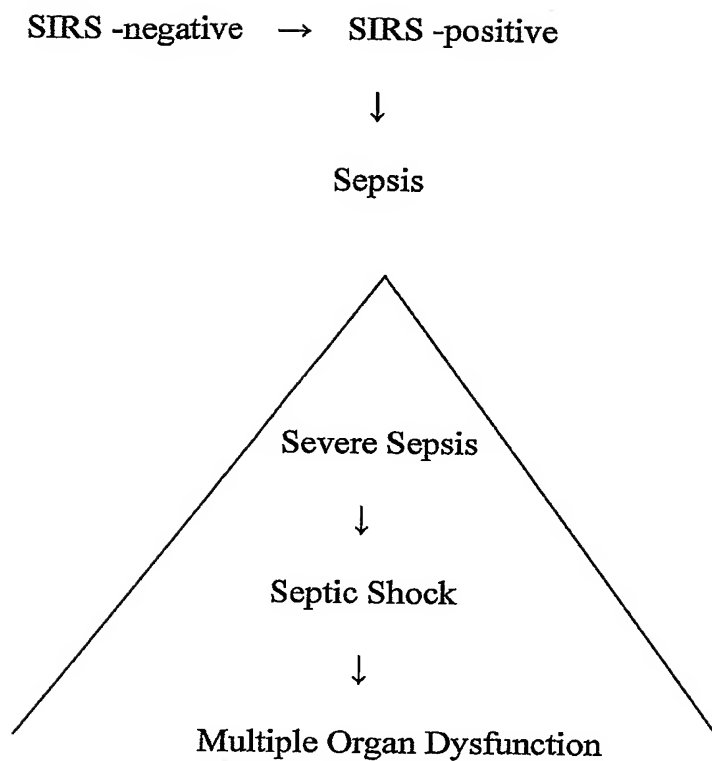 SIRS -negative → SIRS -positive
↓
Sepsis
Severe Sepsis
↓
Septic Shock
↓
Multiple Organ Dysfunction